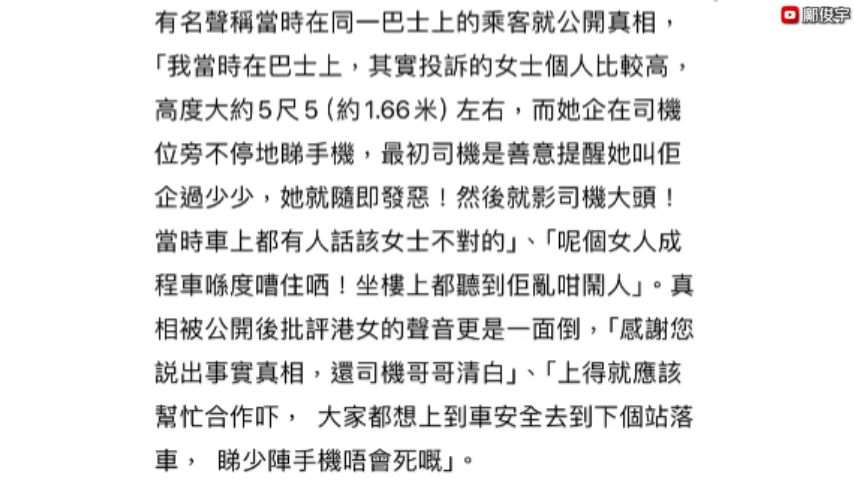 鄺俊宇
有名聲稱當時在同一巴士上的乘客就公開真相，
「我當時在巴士上，其實投訴的女士個人比較高，
高度大約5尺5（約1.66米）左右，而她企在司機
位旁不停地睇手機，最初司機是善意提醒她叫佢
企過少少，她就隨即發惡！然後就影司機大頭！
當時車上都有人話該女士不對的」、「呢個女人成
程車喺度嘈住哂！坐樓上都聽到佢亂咁鬧人」。真
相被公開後批評港女的聲音更是一面倒，「感謝您
説出事實真相，還司機哥哥清白」、「上得就應該
幫忙合作吓， 大家都想上到車安全去到下個站落
車， 睇少陣手機唔會死嘅」。